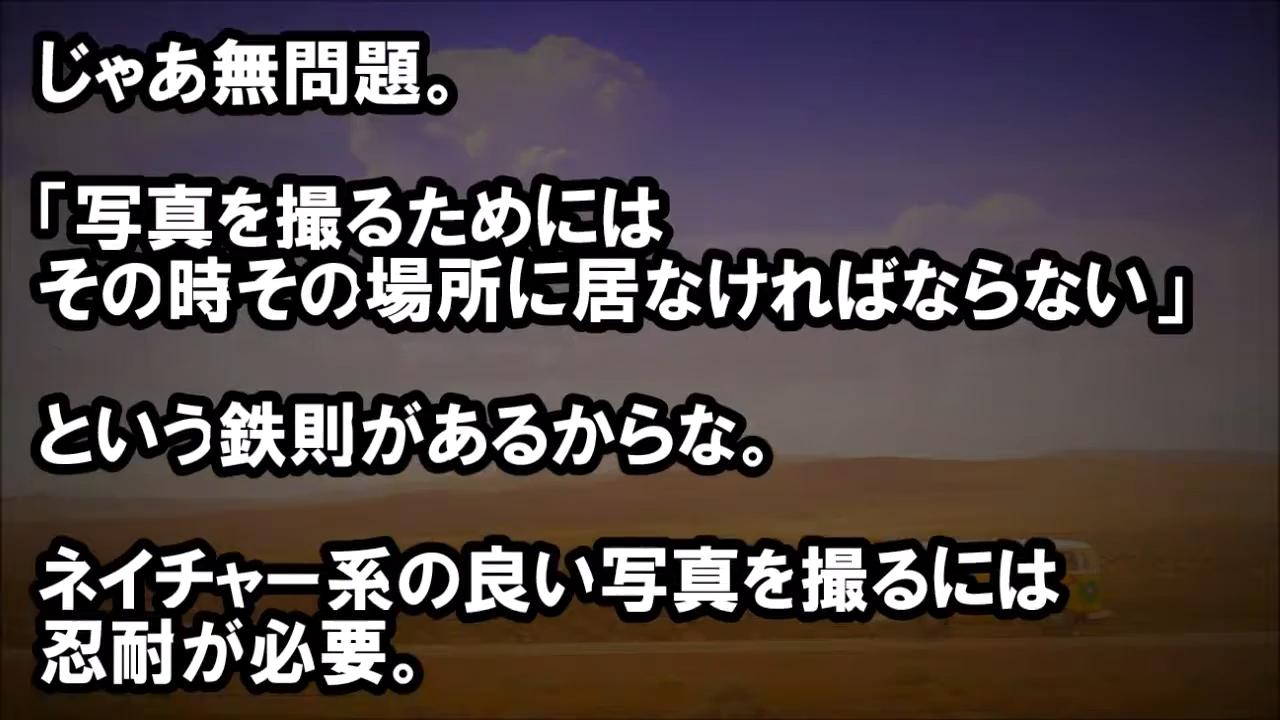 じゃあ無問題。
「写真を撮るためには
その時その場所に居なければならない」
という鉄則があるからな。
ネイチャー系の良い写真を撮るには
忍耐が必要。